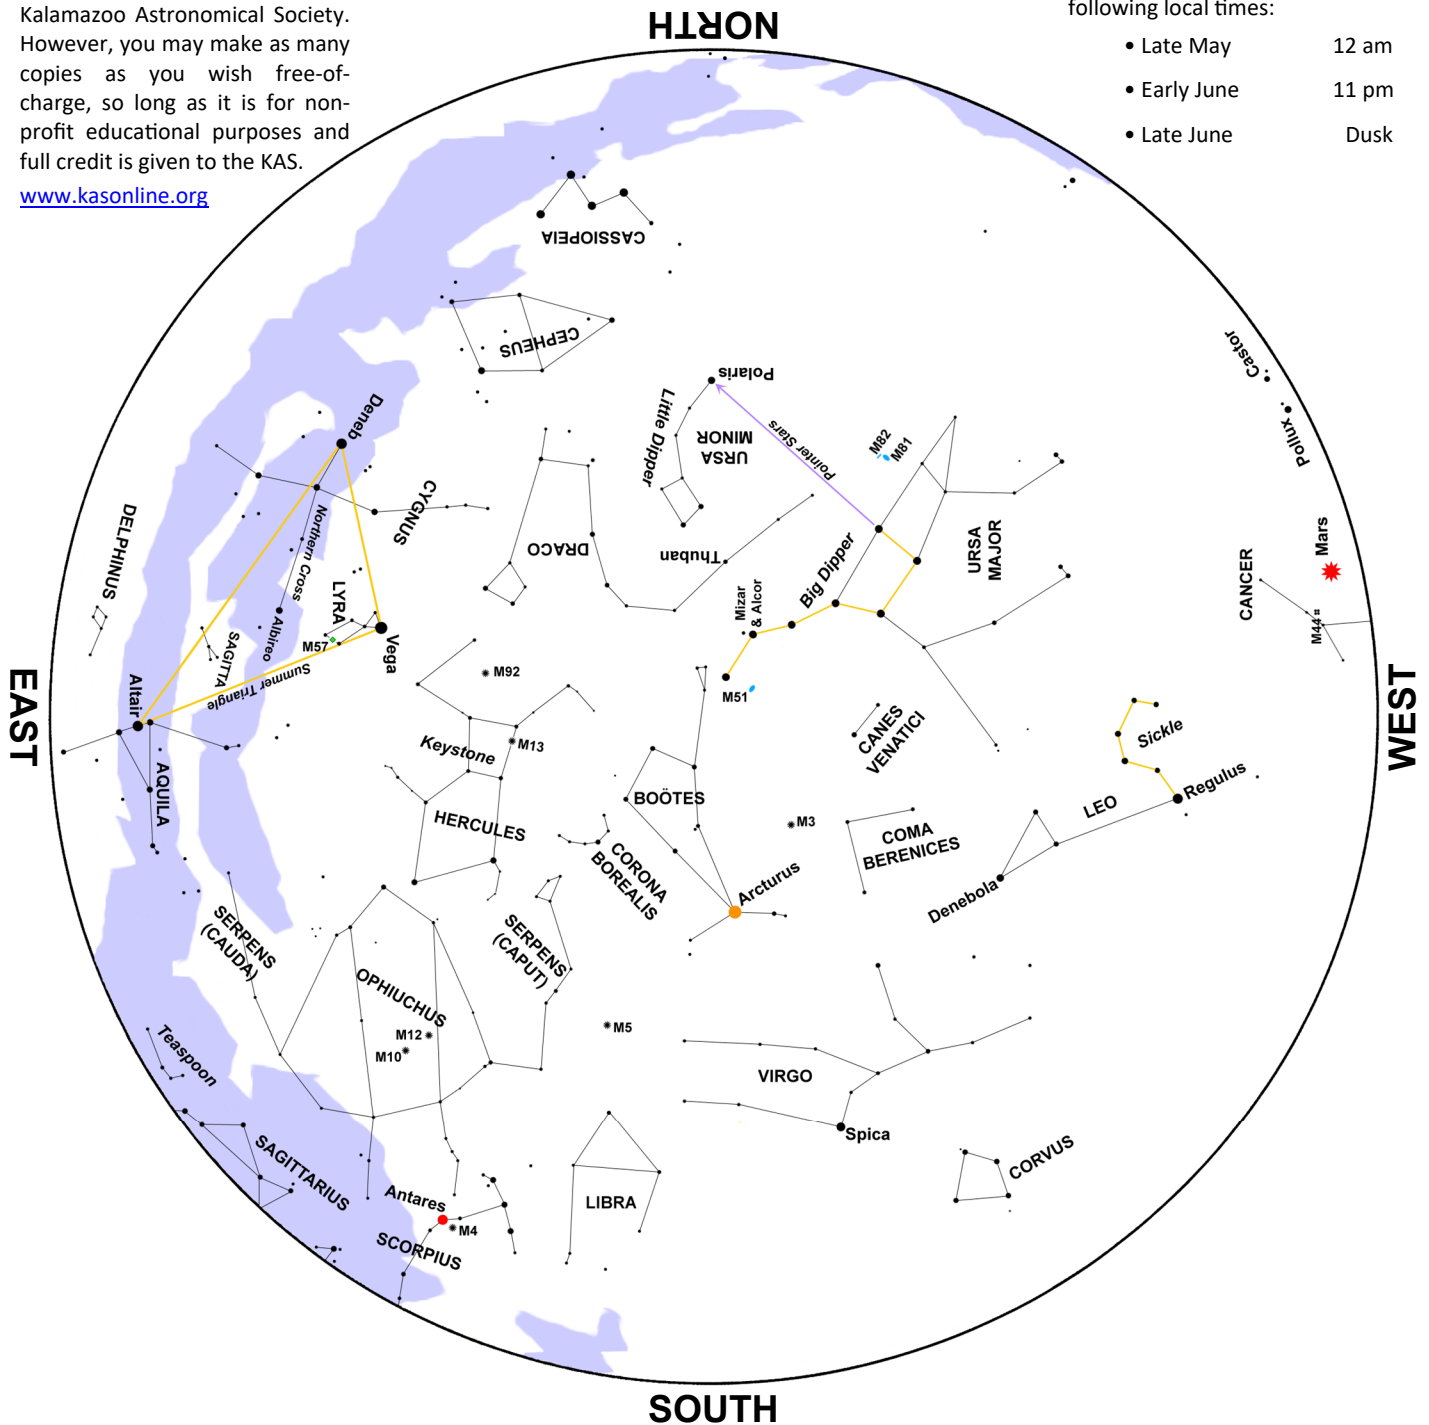 Kalamazoo Astronomical Society.
However, you may make as many
copies as you wish free-of-
charge, so long as it is for non-
profit educational purposes and
full credit is given to the KAS.
www.kasonline.org
following local times:
• Late May 12 am
• Early June 11 pm
• Late June Dusk
NORTH
CASSIOPEIA
CEPHEUS
Castor
Pollux
Polaris
Little Dipper
URSA
MINOR
Pointer Stars
M82
M81
Deneb
CYGNUS
Northern Cross
DELPHINUS
DRACO
Thuban
Big Dipper
URSA
MAJOR
Mars
CANCER
M44
Mizar
& Alcor
LYRA
M57
Albireo
SAGITTA
Vega
Summer Triangle
M92
M51
EAST
Altair
AQUILA
Keystone
M13
HERCULES
CANES
VENATICI
Sickle
Regulus
LEO
WEST
BOÖTES
M3
COMA
BERENICES
CORONA
BOREALIS
Arcturus
Denebola
SERPENS
(CAUDA)
SERPENS
(CAPUT)
OPHIUCHUS
M12
M10
M5
Teaspoon
VIRGO
Spica
CORVUS
SAGITTARIUS
Antares
M4
SCORPIUS
LIBRA
SOUTH